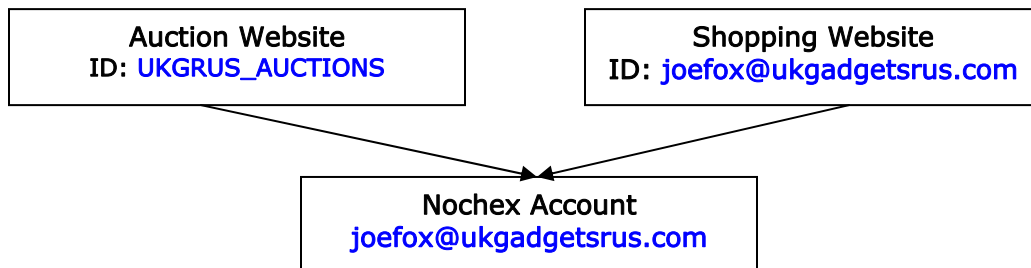 Auction Website
ID: UKGRUS_AUCTIONS
Shopping Website
ID: joefox@ukgadgetsrus.com
Nochex Account
joefox@ukgadgetsrus.com